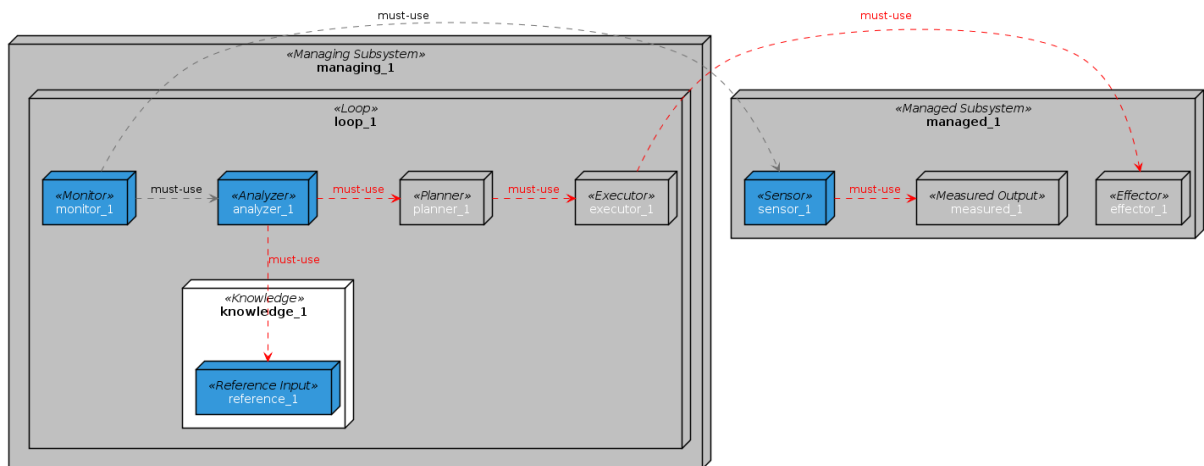 must-use
must-use
«Managing Subsystem»
managing_1
«Loop»
loop_1
«Managed Subsystem»
managed_1
«Monitor»
monitor_1
must-use
«Analyzer»
analyzer_1
must-use
«Planner»
planner_1
must-use
«Executor»
executor_1
«Sensor»
sensor_1
must-use
«Measured Output»
measured_1
«Effector»
effector_1
must-use
«Knowledge»
knowledge_1
«Reference Input»
reference_1